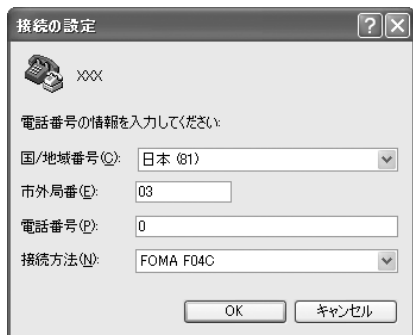 接続の設定
XXX
電話番号の情報を入力してください:
国/地域番号(C): 日本 (81)
市外局番(E): 03
電話番号(P): 0
接続方法(N): FOMA F04C
OK キャンセル